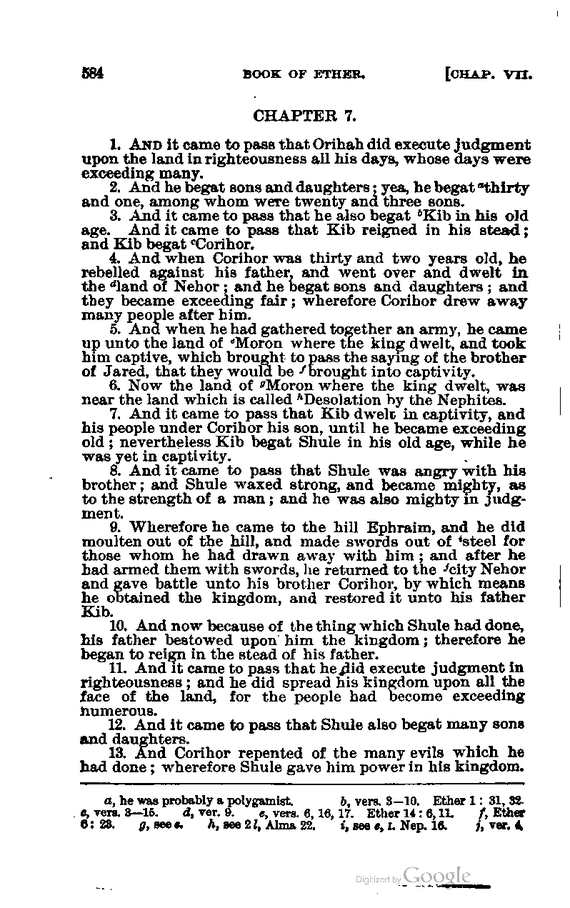 584 BOOK OF ETHER. [CHAP. VII.
CHAPTER 7.
1. AND it came to pass that Orihah did execute judgment
upon the land in righteousness all his days, whose days were
exceeding many.
2. And he begat sons and daughters; yea, he begat ᵃthirty
and one, among whom were twenty and three sons.
3. And it came to pass that he also begat ᵇKib in his old
age. And it came to pass that Kib reigned in his stead;
and Kib begat ᶜCorihor.
4. And when Corihor was thirty and two years old, he
rebelled against his father, and went over and dwelt in
the ᵈland of Nehor; and he begat sons and daughters; and
they became exceeding fair; wherefore Corihor drew away
many people after him.
5. And when he had gathered together an army, he came
up unto the land of ᵉMoron where the king dwelt, and took
him captive, which brought to pass the saying of the brother
of Jared, that they would be ᶠbrought into captivity.
6. Now the land of ᵍMoron where the king dwelt, was
near the land which is called ʰDesolation by the Nephites.
7. And it came to pass that Kib dwelt in captivity, and
his people under Corihor his son, until he became exceeding
old; nevertheless Kib begat Shule in his old age, while he
was yet in captivity.
8. And it came to pass that Shule was angry with his
brother; and Shule waxed strong, and became mighty, as
to the strength of a man; and he was also mighty in judg-
ment.
9. Wherefore he came to the hill Ephraim, and he did
moulten out of the hill, and made swords out of ⁱsteel for
those whom he had drawn away with him; and after he
had armed them with swords, he returned to the ʲcity Nehor
and gave battle unto his brother Corihor, by which means
he obtained the kingdom, and restored it unto his father
Kib.
10. And now because of the thing which Shule had done,
his father bestowed upon him the kingdom; therefore he
began to reign in the stead of his father.
11. And it came to pass that he did execute judgment in
righteousness; and he did spread his kingdom upon all the
face of the land, for the people had become exceeding
numerous.
12. And it came to pass that Shule also begat many sons
and daughters.
13. And Corihor repented of the many evils which he
had done; wherefore Shule gave him power in his kingdom.
a, he was probably a polygamist. b, vers. 3—10. Ether 1: 31, 32.
c, vers. 3—15. d, ver. 9. e, vers. 6, 16, 17. Ether 14: 6, 11. f, Ether
6: 23. g, see e. h, see 2 l, Alma 22. i, see e, 1. Nep. 16. j, ver. 4.
Digitized by Google